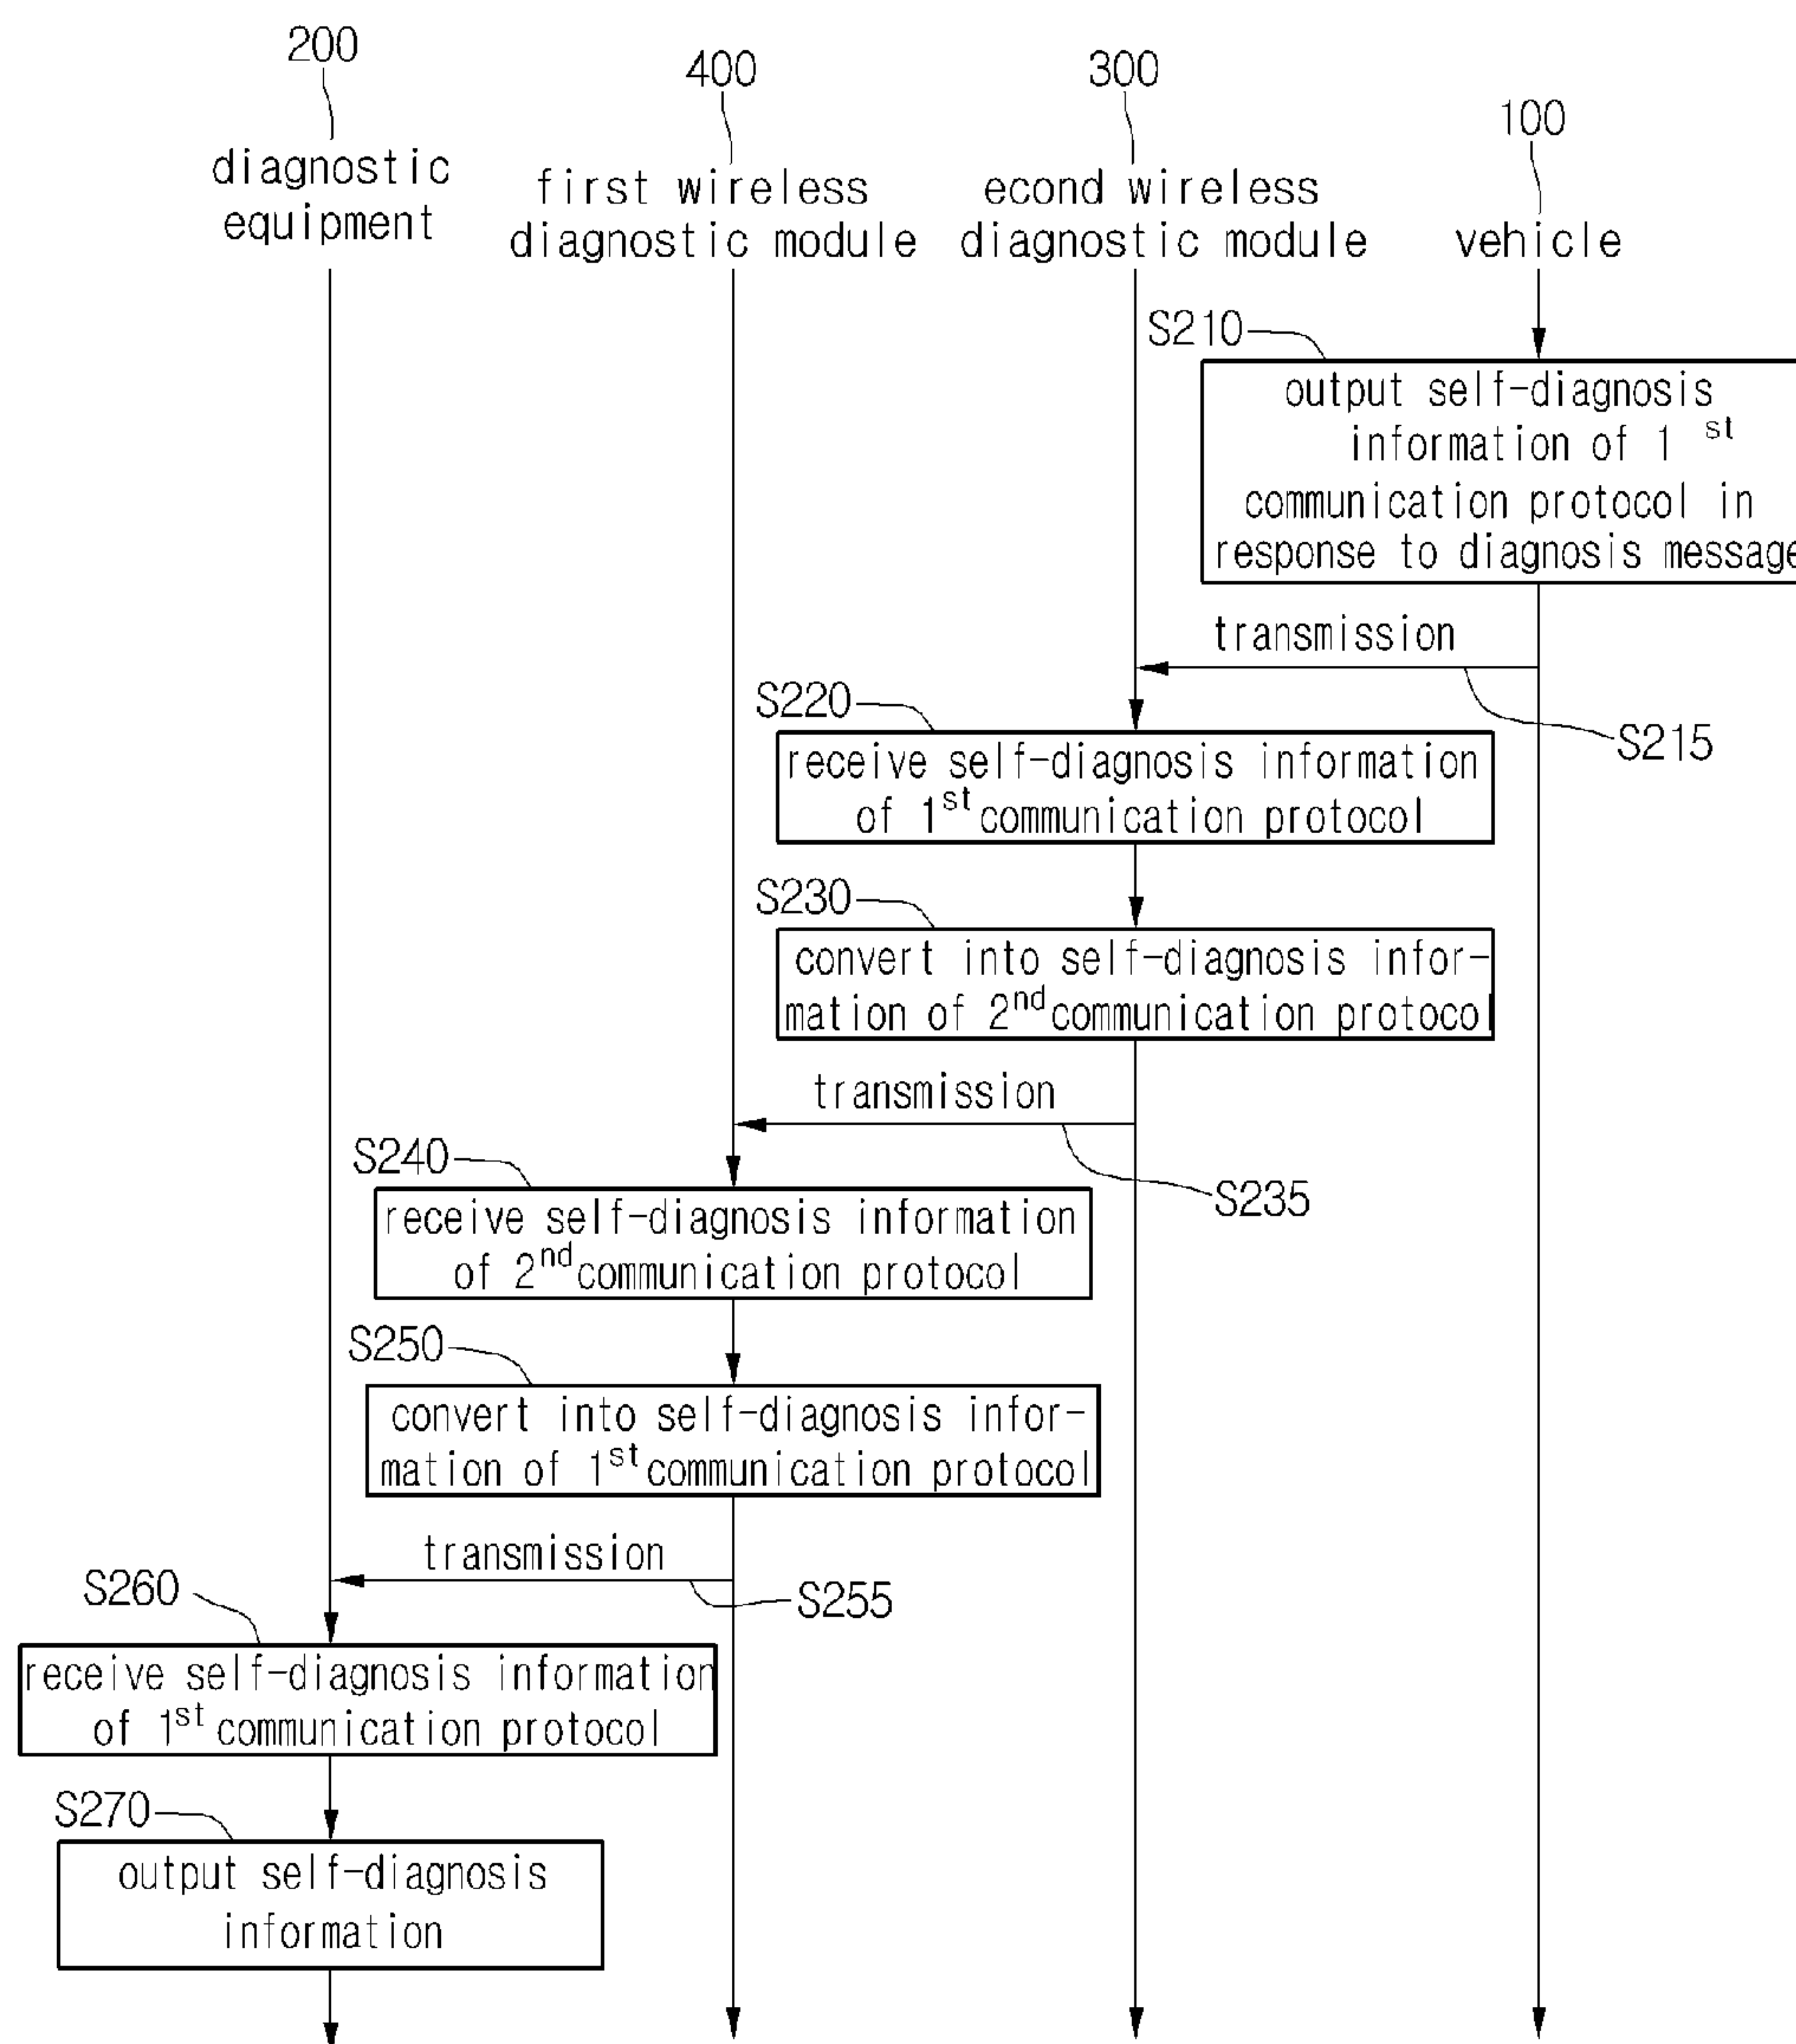 200
400
300
100
diagnostic
equipment
first wireless
diagnostic module
econd wireless
diagnostic module
vehicle
S210
output self-diagnosis
information of 1 st
communication protocol in
response to diagnosis message
transmission
S215
S220
receive self-diagnosis information
of 1st communication protocol
S230
convert into self-diagnosis infor-
mation of 2nd communication protocol
transmission
S235
S240
receive self-diagnosis information
of 2nd communication protocol
S250
convert into self-diagnosis infor-
mation of 1st communication protocol
transmission
S255
S260
receive self-diagnosis information
of 1st communication protocol
S270
output self-diagnosis
information